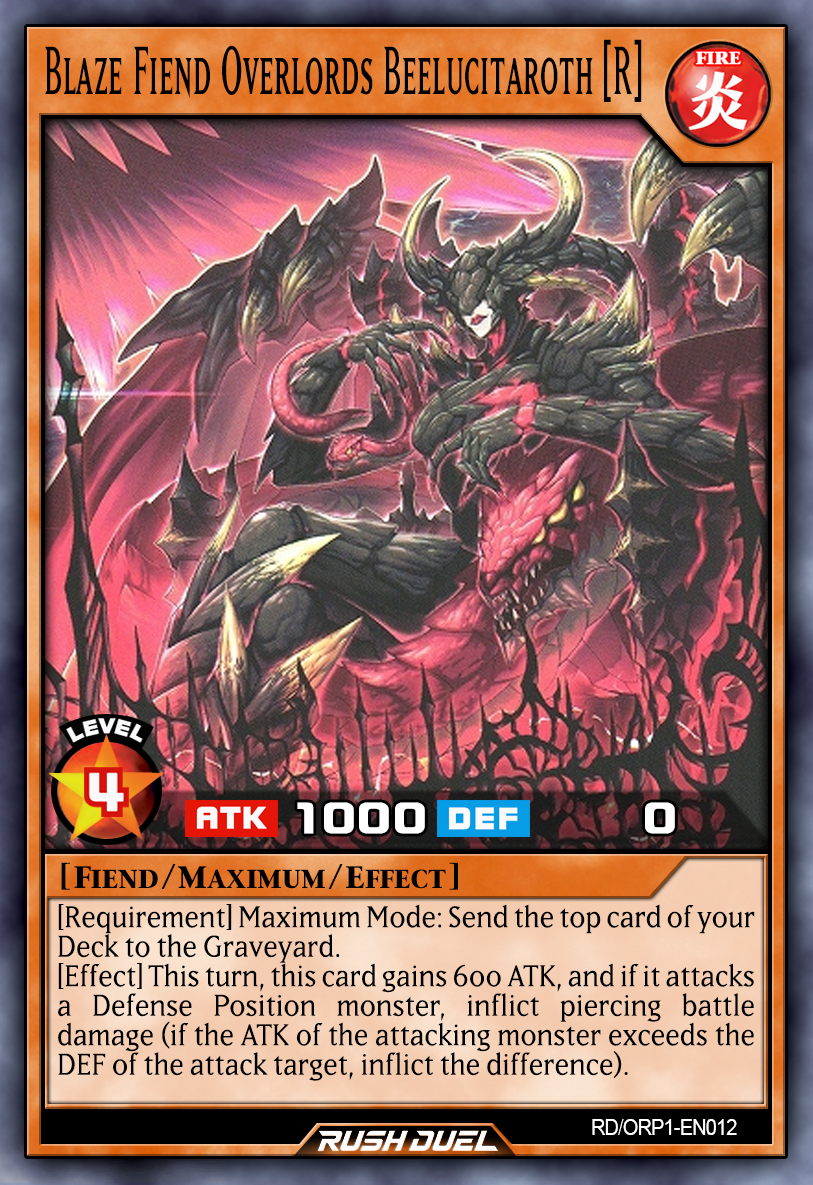 Blaze Fiend Overlords Beelucitaroth [R]
FIRE
炎
LEVEL
4
ATK 1000 DEF 0
[Fiend/Maximum/Effect]
[Requirement] Maximum Mode: Send the top card of your
Deck to the Graveyard.
[Effect] This turn, this card gains 600 ATK, and if it attacks
a Defense Position monster, inflict piercing battle
damage (if the ATK of the attacking monster exceeds the
DEF of the attack target, inflict the difference).
RUSH DUEL
RD/ORP1-EN012